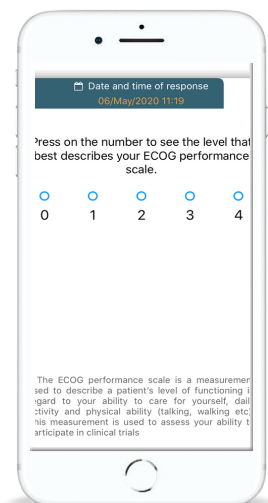 Date and time of response
06/May/2020 11:19
Press on the number to see the level that
best describes your ECOG performance
scale.
0 1 2 3 4
The ECOG performance scale is a measuremen
sed to describe a patient's level of functioning i
egard to your ability to care for yourself, dail
ctivity and physical ability (talking, walking etc)
his measurement is used to assess your ability t
articipate in clinical trials